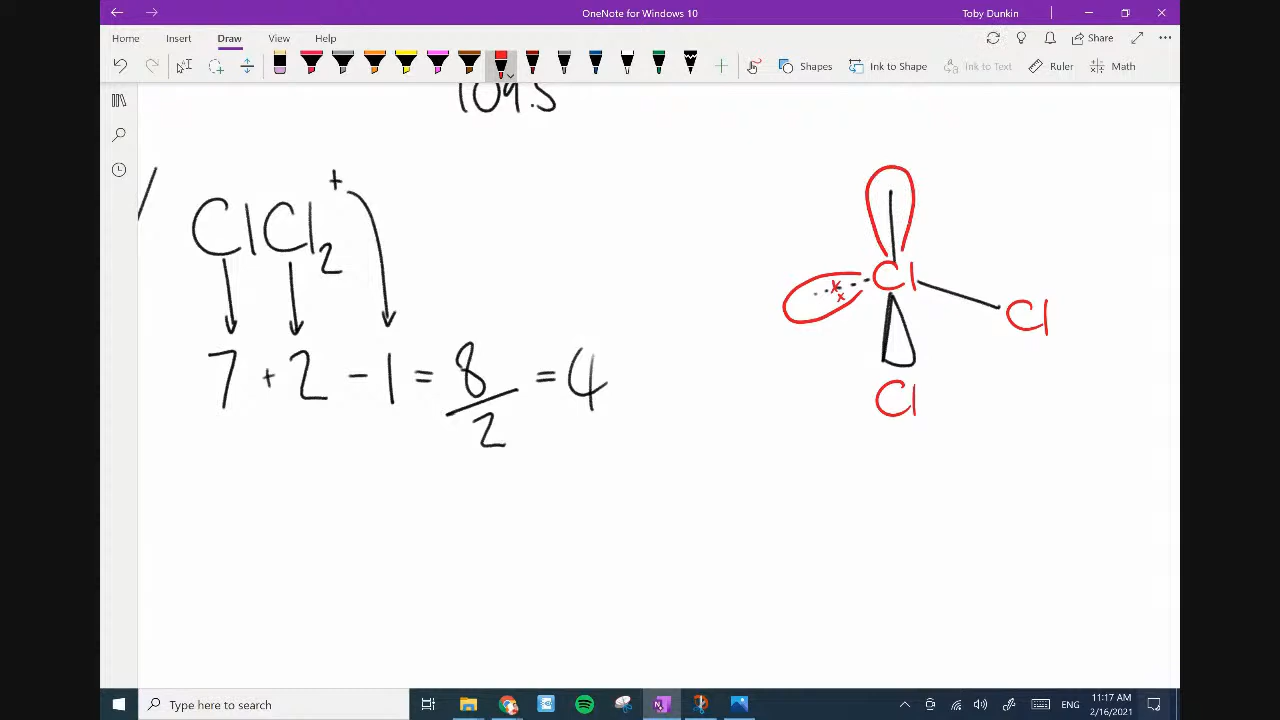 OneNote for Windows 10
Toby Dunkin
Home Insert Draw View Help
Share
Shapes
Ink to Shape
Ink to Text
Ruler
Math
109.5
ClCl2+
7 + 2 - 1 = 8/2 = 4
Cl
Cl
Cl
Type here to search
ENG
11:17 AM
2/16/2021